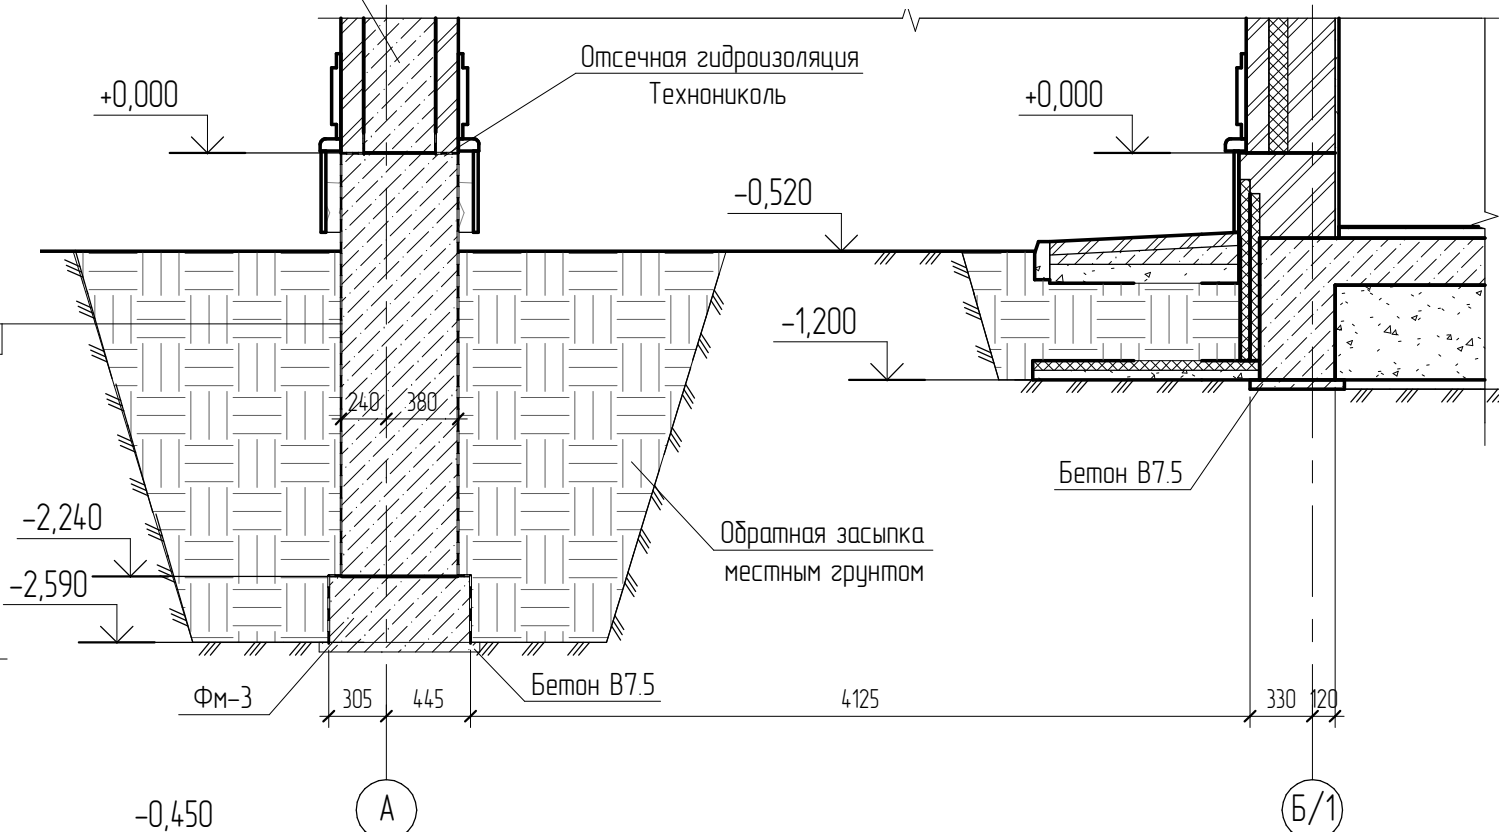 Отсечная гидроизоляция
Технониколь
+0,000
+0,000
-0,520
-1,200
240
380
Бетон В7.5
-2,240
Обратная засыпка
местным грунтом
-2,590
Фм-3
305
445
Бетон В7.5
4125
330
120
-0,450
А
Б/1